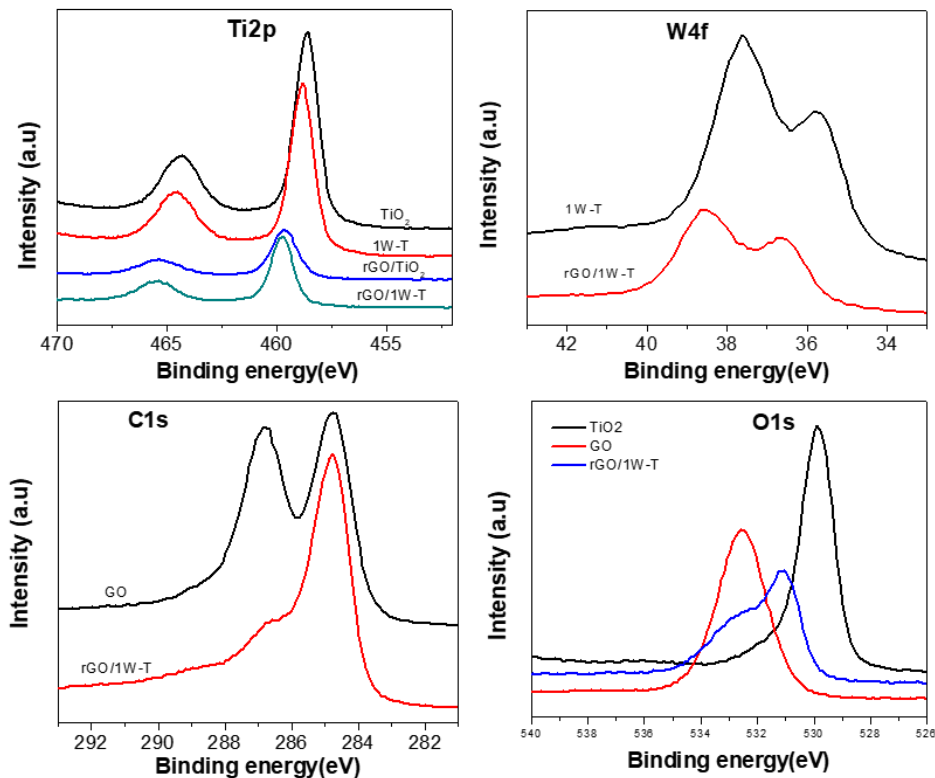 Ti2p
Intensity (a.u)
TiO2
1W-T
rGO/TiO2
rGO/1W-T
470 465 460 455
Binding energy(eV)
W4f
Intensity (a.u)
1W-T
rGO/1W-T
42 40 38 36 34
Binding energy(eV)
C1s
Intensity (a.u)
GO
rGO/1W-T
292 290 288 286 284 282
Binding energy(eV)
O1s
Intensity (a.u)
TiO2
GO
rGO/1W-T
540 538 536 534 532 530 528 526
Binding energy(eV)